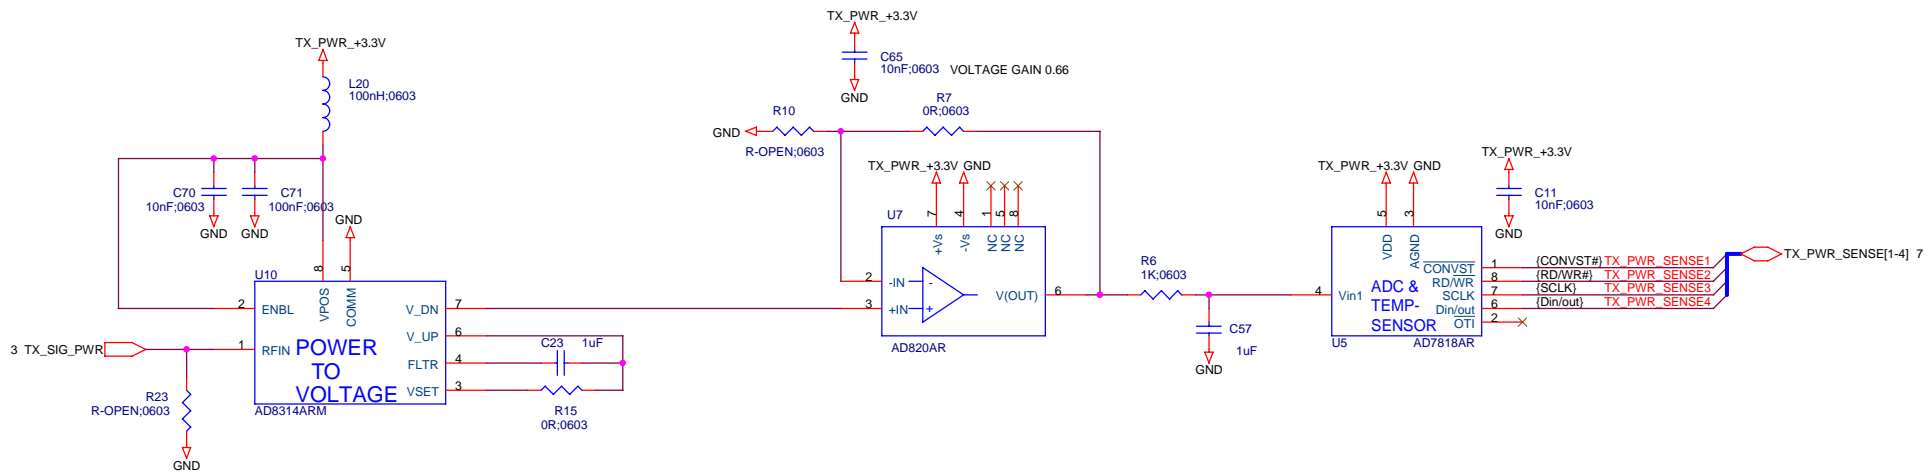 TX_PWR_+3.3V
L20
100nH;0603
C70
10nF;0603
GND
C71
100nF;0603
GND
GND
U10
8
5
VPOS
COMM
2
ENBL
1
RFIN
POWER
TO
VOLTAGE
V_DN
7
V_UP
6
FLTR
4
VSET
3
AD8314ARM
3 TX_SIG_PWR
R23
R-OPEN;0603
GND
C23
1uF
R15
0R;0603
TX_PWR_+3.3V
C65
10nF;0603
GND
VOLTAGE GAIN 0.66
R10
GND
R-OPEN;0603
R7
0R;0603
TX_PWR_+3.3V
GND
U7
7
4
1
5
8
+Vs
-Vs
NC
NC
NC
2
-IN
-
3
+IN
+
V(OUT)
6
AD820AR
R6
1K;0603
C57
1uF
GND
TX_PWR_+3.3V
GND
5
3
VDD
AGND
4
Vin1
ADC &
TEMP-
SENSOR
CONVST
1
{CONVST#}
TX_PWR_SENSE1
RD/WR
8
{RD/WR#}
TX_PWR_SENSE2
SCLK
7
{SCLK}
TX_PWR_SENSE3
Din/out
6
{Din/out}
TX_PWR_SENSE4
OTI
2
U5
AD7818AR
TX_PWR_+3.3V
C11
10nF;0603
GND
TX_PWR_SENSE[1-4] 7